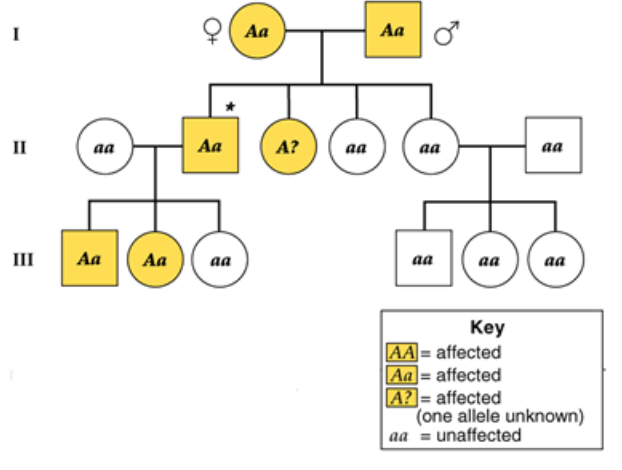 I
♀ Aa Aa ♂
*
II
aa Aa A? aa aa aa
III
Aa Aa aa aa aa aa
Key
AA = affected
Aa = affected
A? = affected
(one allele unknown)
aa = unaffected